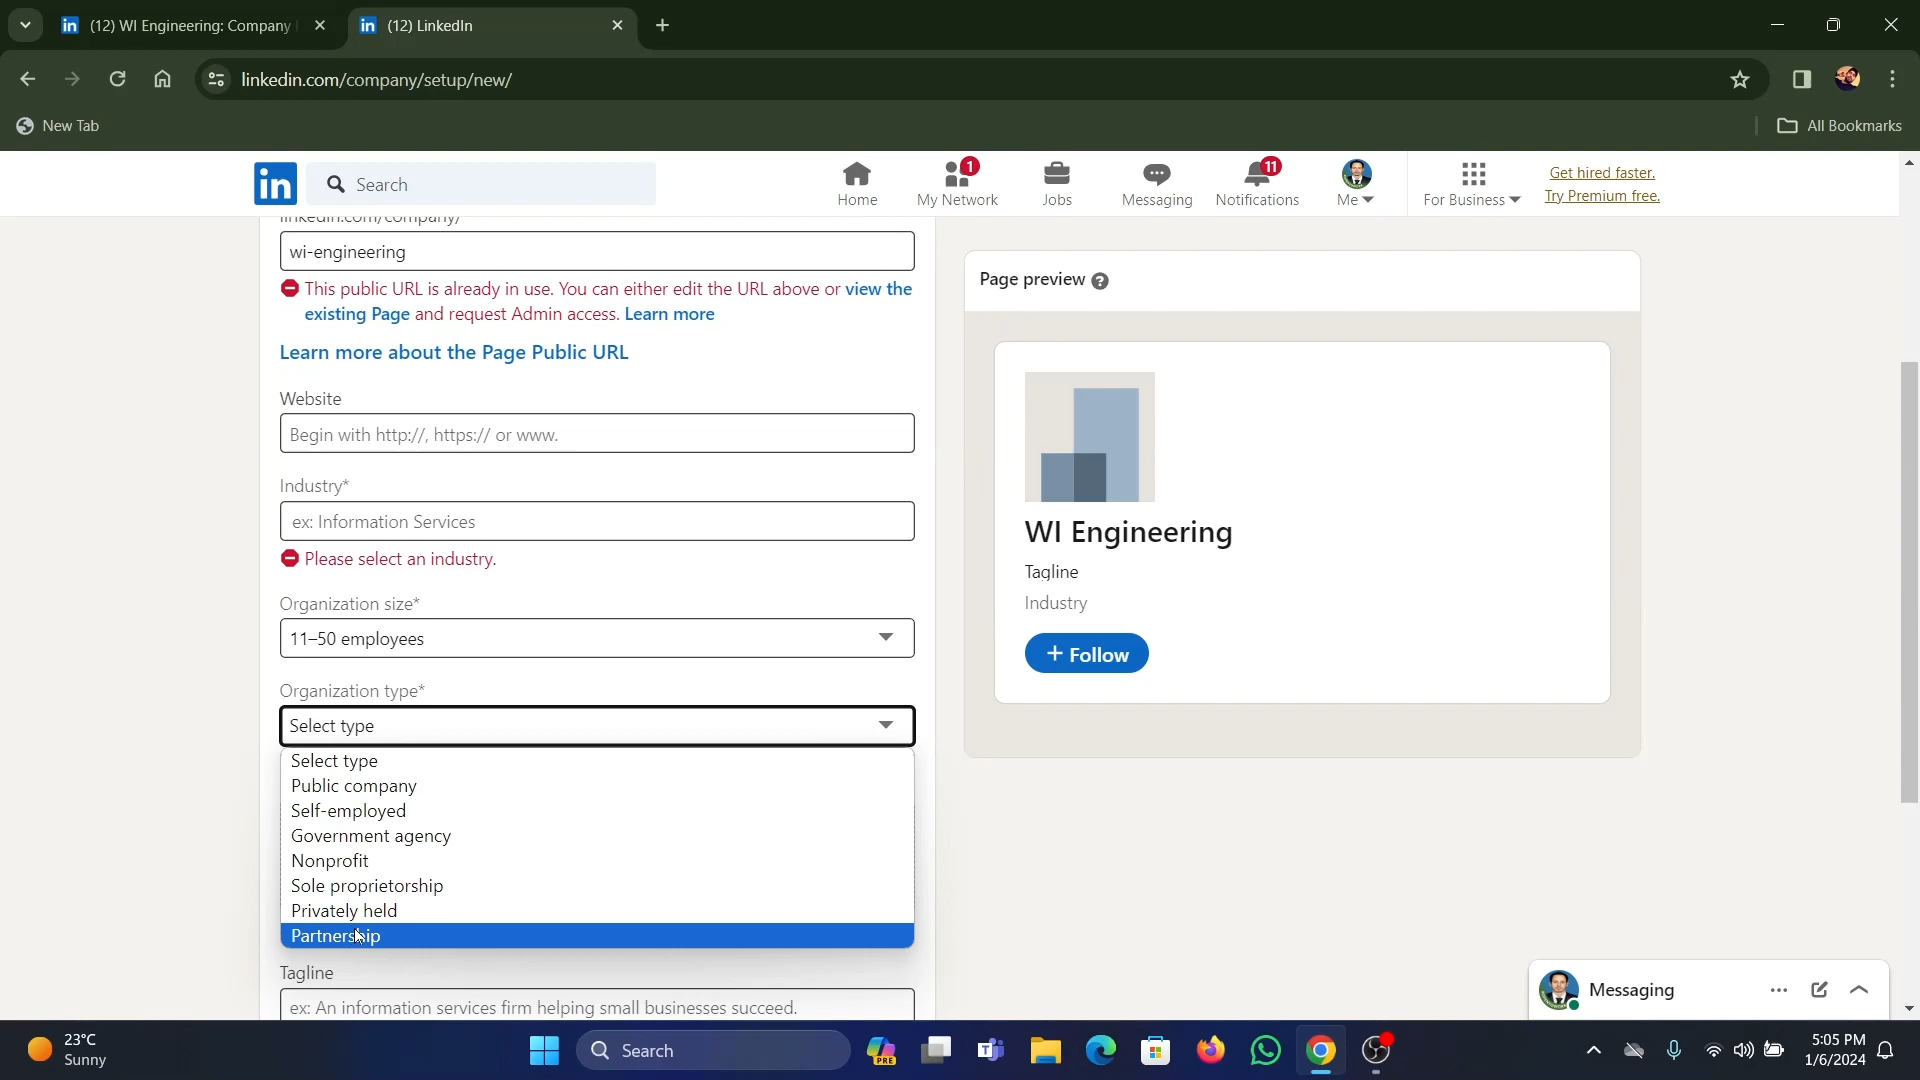 (12) WI Engineering: Company
(12) LinkedIn
linkedin.com/company/setup/new/
New Tab
All Bookmarks
in
Search
Home
1
My Network
Jobs
Messaging
11
Notifications
Me
For Business
Get hired faster.
Try Premium free.
linkedin.com/company/
wi-engineering
This public URL is already in use. You can either edit the URL above or view the
existing Page and request Admin access. Learn more
Learn more about the Page Public URL
Website
Begin with http://, https:// or www.
Industry*
ex: Information Services
Please select an industry.
Organization size*
11–50 employees
Organization type*
Select type
Select type
Public company
Self-employed
Government agency
Nonprofit
Sole proprietorship
Privately held
Partnership
Tagline
ex: An information services firm helping small businesses succeed.
Page preview
WI Engineering
Tagline
Industry
+ Follow
Messaging
23°C
Sunny
Search
PRE
5:05 PM
1/6/2024